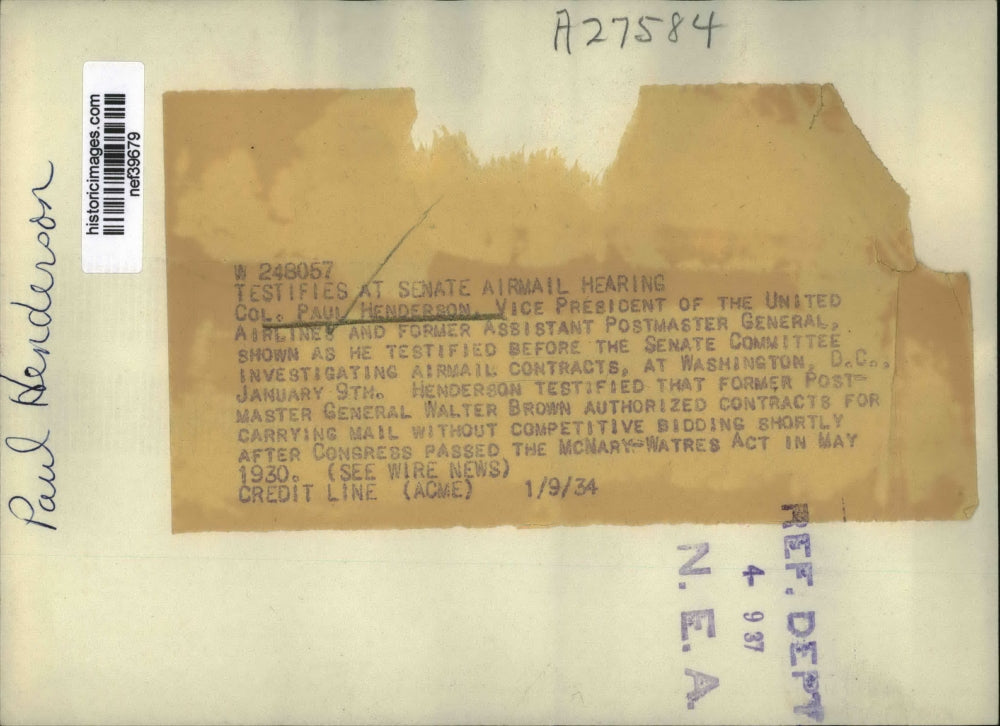 A27584
historicimages.com
nef39679
Paul Henderson
W 248057
TESTIFIES AT SENATE AIRMAIL HEARING
COL. PAUL HENDERSON, VICE PRESIDENT OF THE UNITED
AIRLINES AND FORMER ASSISTANT POSTMASTER GENERAL,
SHOWN AS HE TESTIFIED BEFORE THE SENATE COMMITTEE
INVESTIGATING AIRMAIL CONTRACTS, AT WASHINGTON, D.C.,
JANUARY 9TH. HENDERSON TESTIFIED THAT FORMER POST-
MASTER GENERAL WALTER BROWN AUTHORIZED CONTRACTS FOR
CARRYING MAIL WITHOUT COMPETITIVE BIDDING SHORTLY
AFTER CONGRESS PASSED THE MCNARY-WATRES ACT IN MAY
1930. (SEE WIRE NEWS)
CREDIT LINE (ACME) 1/9/34
REF. DEPT
4 9 37
N. E. A.